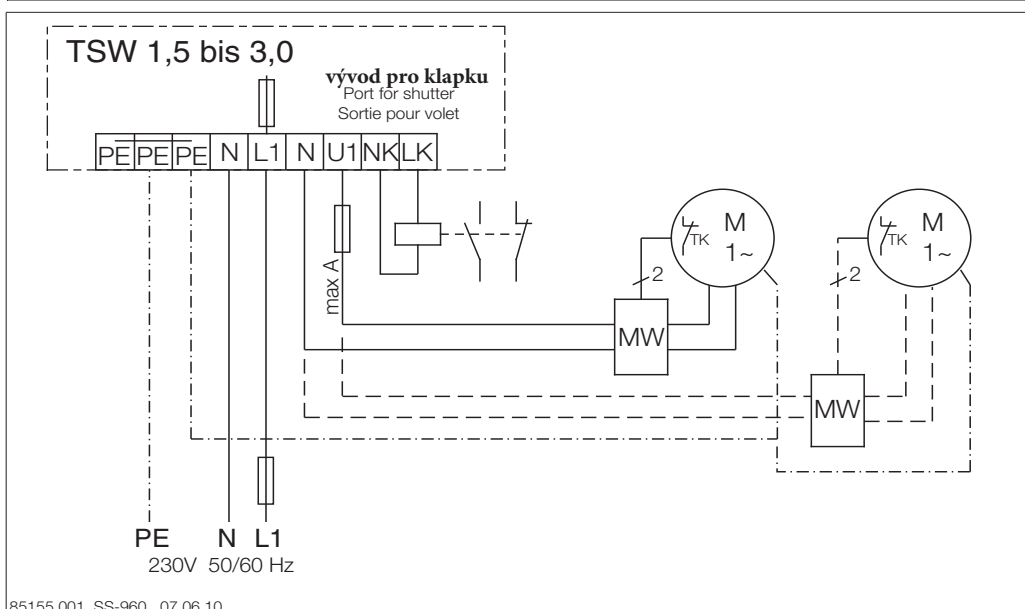 TSW 1,5 bis 3,0
vývod pro klapku
Port for shutter
Sortie pour volet
PE PE PE N L1 N U1 NK LK
max A
TK M 1~
2
MW
TK M 1~
2
MW
PE N L1
230V 50/60 Hz
85155 001 SS-960 07.06.10